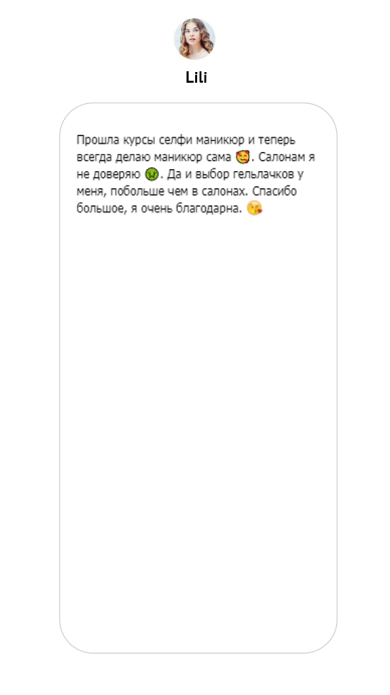 Lili
Прошла курсы селфи маникюр и теперь
всегда делаю маникюр сама 🥰. Салонам я
не доверяю 🤢. Да и выбор гельлачков у
меня, побольше чем в салонах. Спасибо
большое, я очень благодарна. 😘